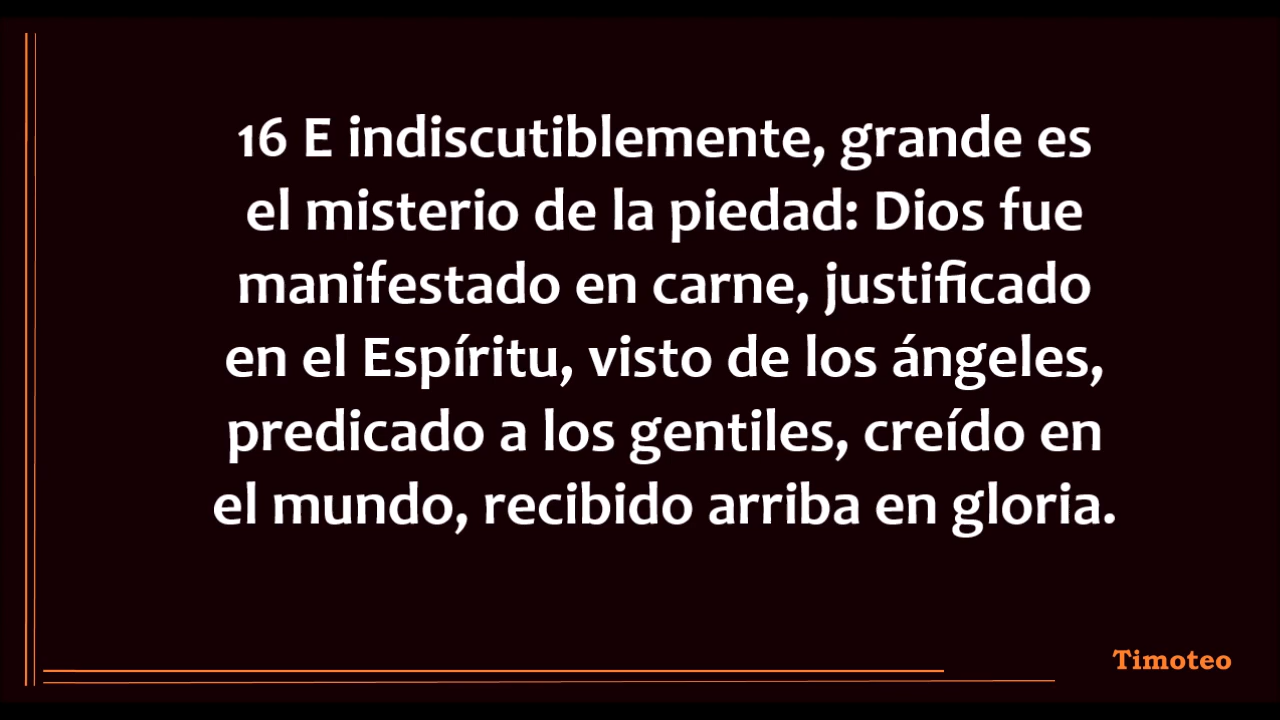 16 E indiscutiblemente, grande es
el misterio de la piedad: Dios fue
manifestado en carne, justificado
en el Espíritu, visto de los ángeles,
predicado a los gentiles, creído en
el mundo, recibido arriba en gloria.
Timoteo